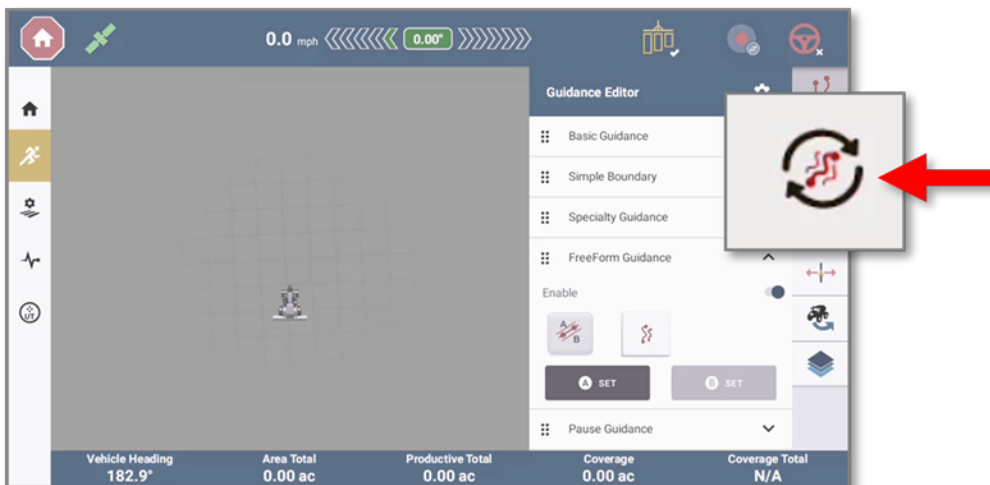 0.0 mph 0.00"
Guidance Editor
Basic Guidance
Simple Boundary
Specialty Guidance
FreeForm Guidance
Enable
A B
A SET B SET
Pause Guidance
UT
Vehicle Heading Area Total Productive Total Coverage Coverage Total
182.9° 0.00 ac 0.00 ac 0.00 ac N/A